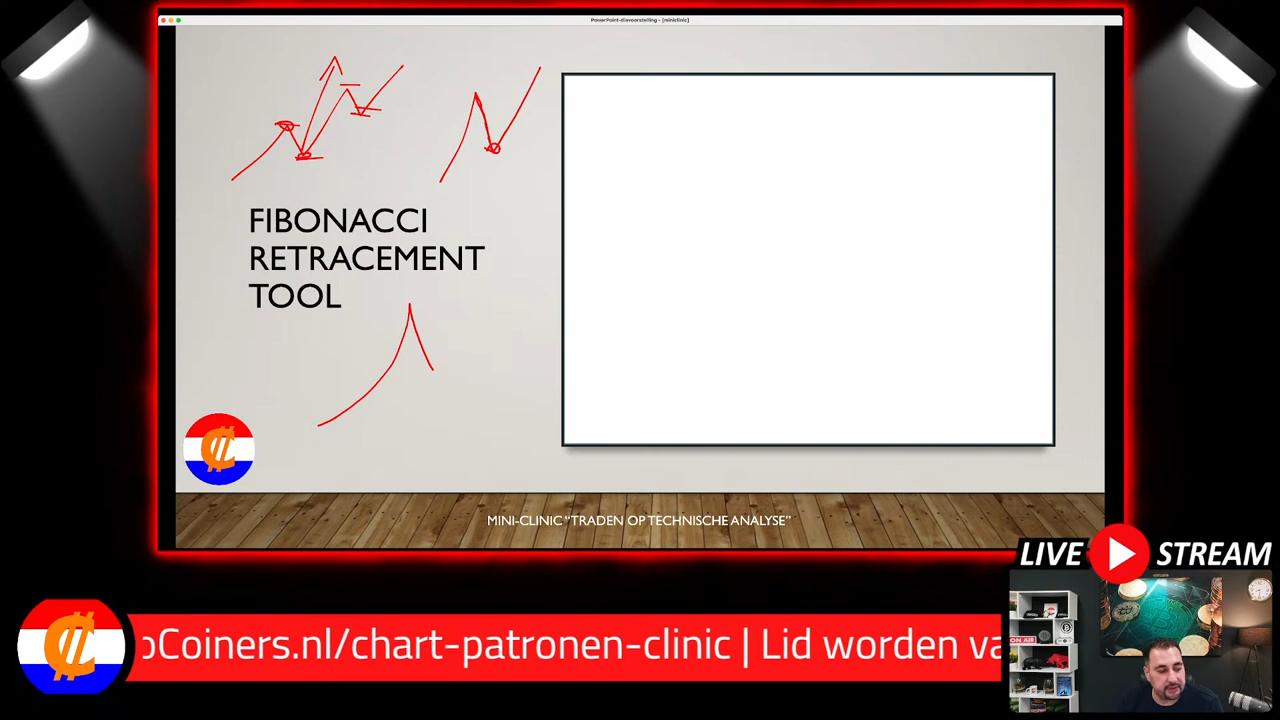 PowerPoint-diavoorstelling - [miniclinic]
FIBONACCI
RETRACEMENT
TOOL
MINI-CLINIC “TRADEN OP TECHNISCHE ANALYSE”
LIVE STREAM
oCoiners.nl/chart-patronen-clinic | Lid worden va
ON AIR